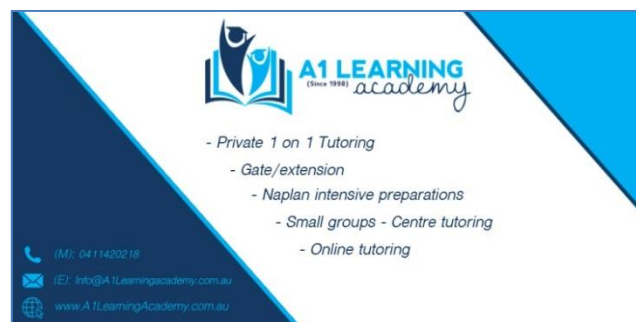 A1 LEARNING
(Since 1998) academy
- Private 1 on 1 Tutoring
- Gate/extension
- Naplan intensive preparations
- Small groups - Centre tutoring
- Online tutoring
(M): 0411420218
(E): Info@A1Learningacademy.com.au
www.A1LearningAcademy.com.au